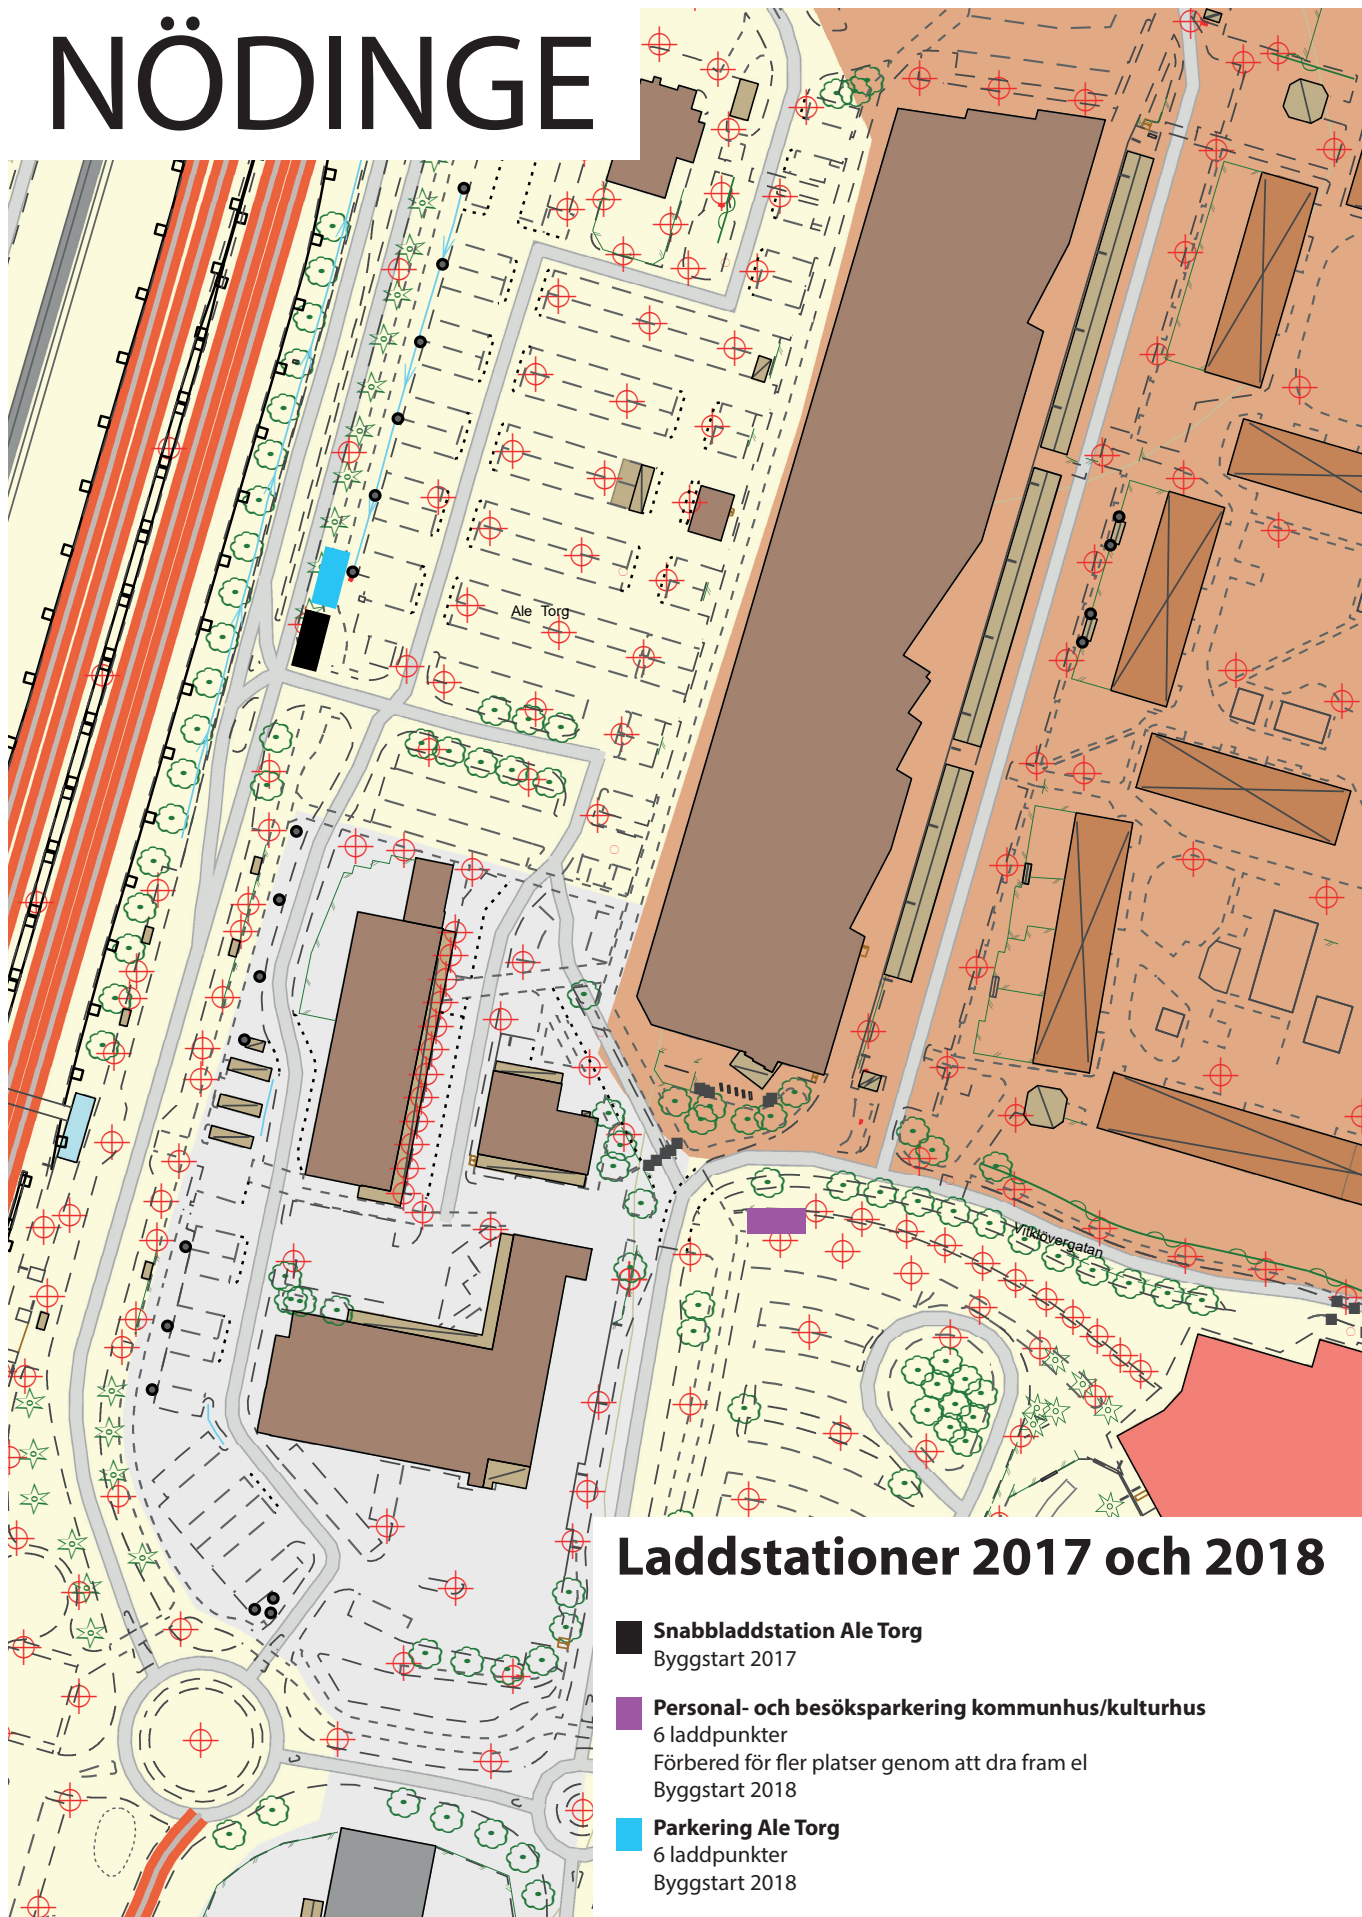 NÖDINGE
Ale Torg
Vitklövergatan
Laddstationer 2017 och 2018
Snabbladdstation Ale Torg
Byggstart 2017
Personal- och besöksparkering kommunhus/kulturhus
6 laddpunkter
Förbered för fler platser genom att dra fram el
Byggstart 2018
Parkering Ale Torg
6 laddpunkter
Byggstart 2018